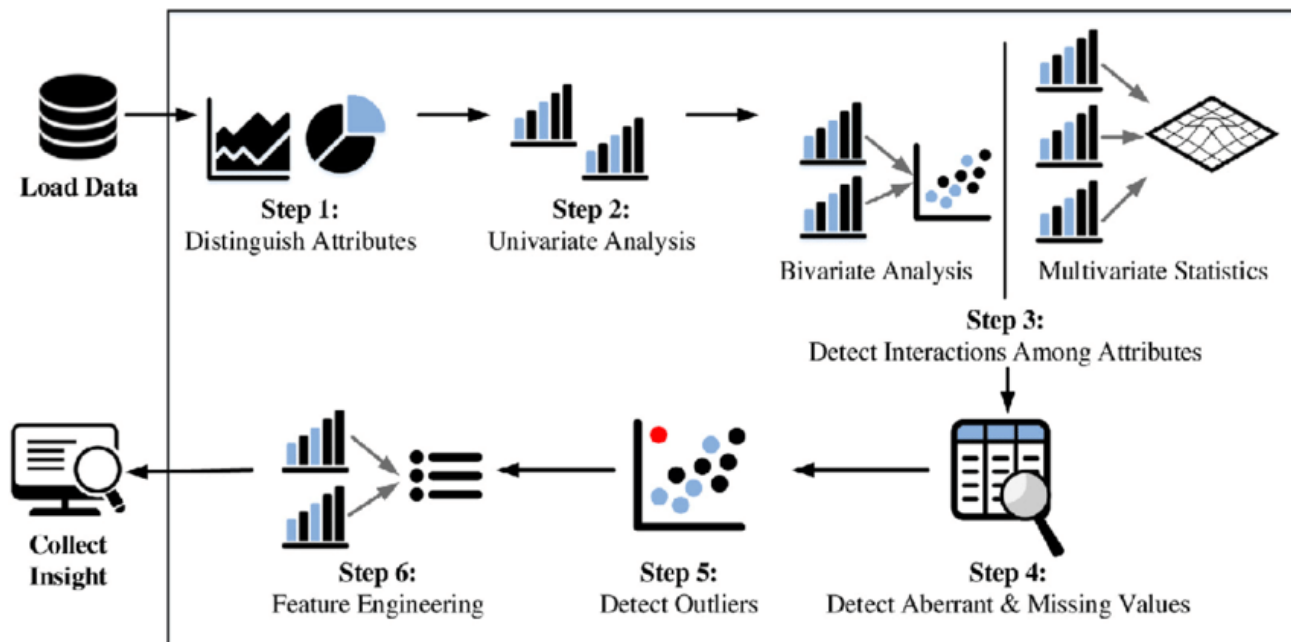 Load Data
Step 1:
Distinguish Attributes
Step 2:
Univariate Analysis
Bivariate Analysis
Multivariate Statistics
Step 3:
Detect Interactions Among Attributes
Step 4:
Detect Aberrant & Missing Values
Step 5:
Detect Outliers
Step 6:
Feature Engineering
Collect
Insight